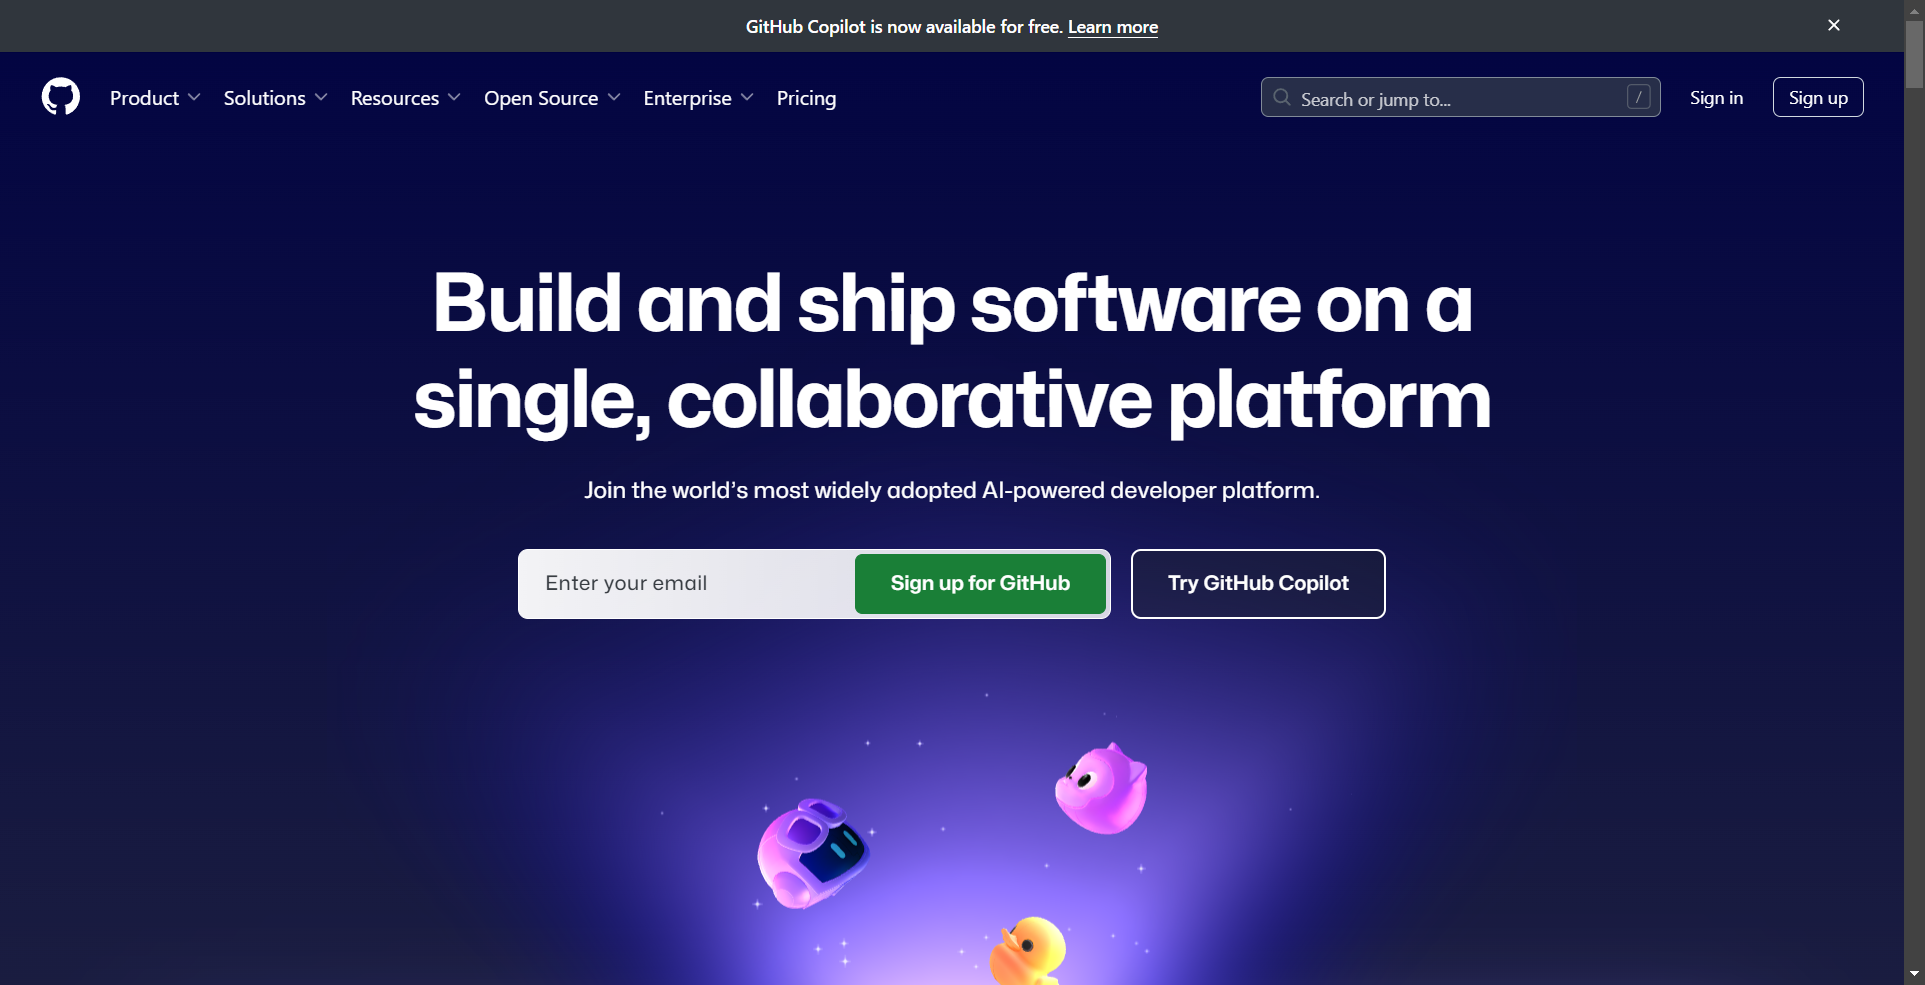 GitHub Copilot is now available for free. Learn more
Product Solutions Resources Open Source Enterprise Pricing Search or jump to... / Sign in Sign up
Build and ship software on a
single, collaborative platform
Join the world’s most widely adopted AI-powered developer platform.
Enter your email Sign up for GitHub Try GitHub Copilot